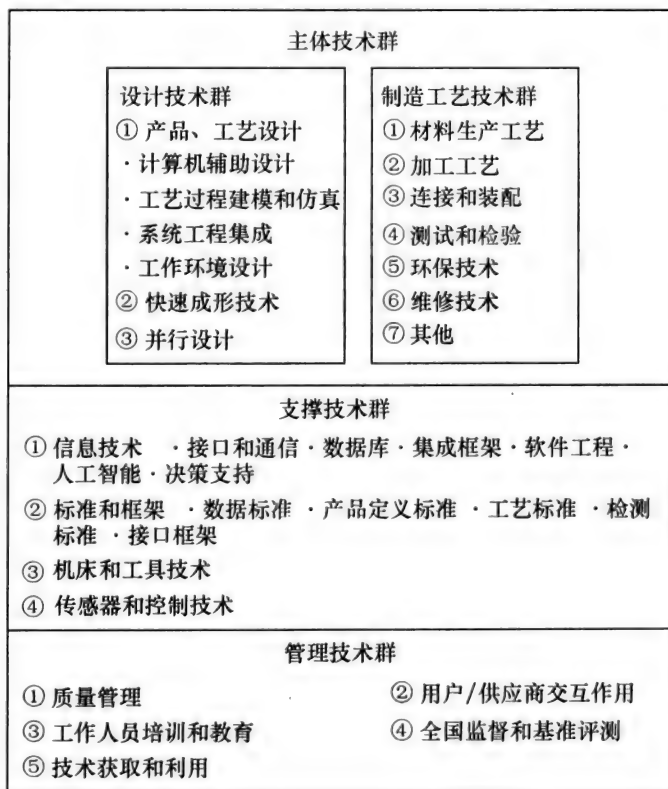 主体技术群
设计技术群
① 产品、工艺设计
· 计算机辅助设计
· 工艺过程建模和仿真
· 系统工程集成
· 工作环境设计
② 快速成形技术
③ 并行设计
制造工艺技术群
① 材料生产工艺
② 加工工艺
③ 连接和装配
④ 测试和检验
⑤ 环保技术
⑥ 维修技术
⑦ 其他
支撑技术群
① 信息技术 · 接口和通信 · 数据库 · 集成框架 · 软件工程 ·
人工智能 · 决策支持
② 标准和框架 · 数据标准 · 产品定义标准 · 工艺标准 · 检测
标准 · 接口框架
③ 机床和工具技术
④ 传感器和控制技术
管理技术群
① 质量管理 ② 用户/供应商交互作用
③ 工作人员培训和教育 ④ 全国监督和基准评测
⑤ 技术获取和利用